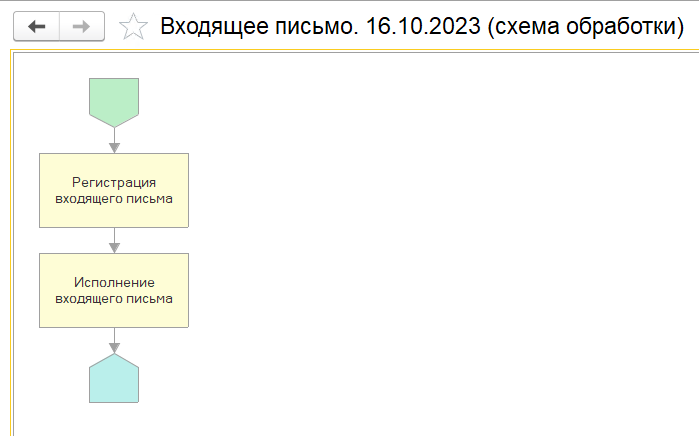 Входящее письмо. 16.10.2023 (схема обработки)
Регистрация
входящего письма
Исполнение
входящего письма